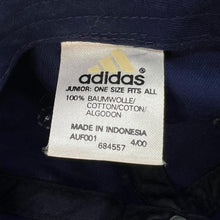 adidas®
JUNIOR: ONE SIZE FITS ALL
100% BAUMWOLLE/
COTTON/COTON/
ALGODON
MADE IN INDONESIA
AUF001 4/00
684557